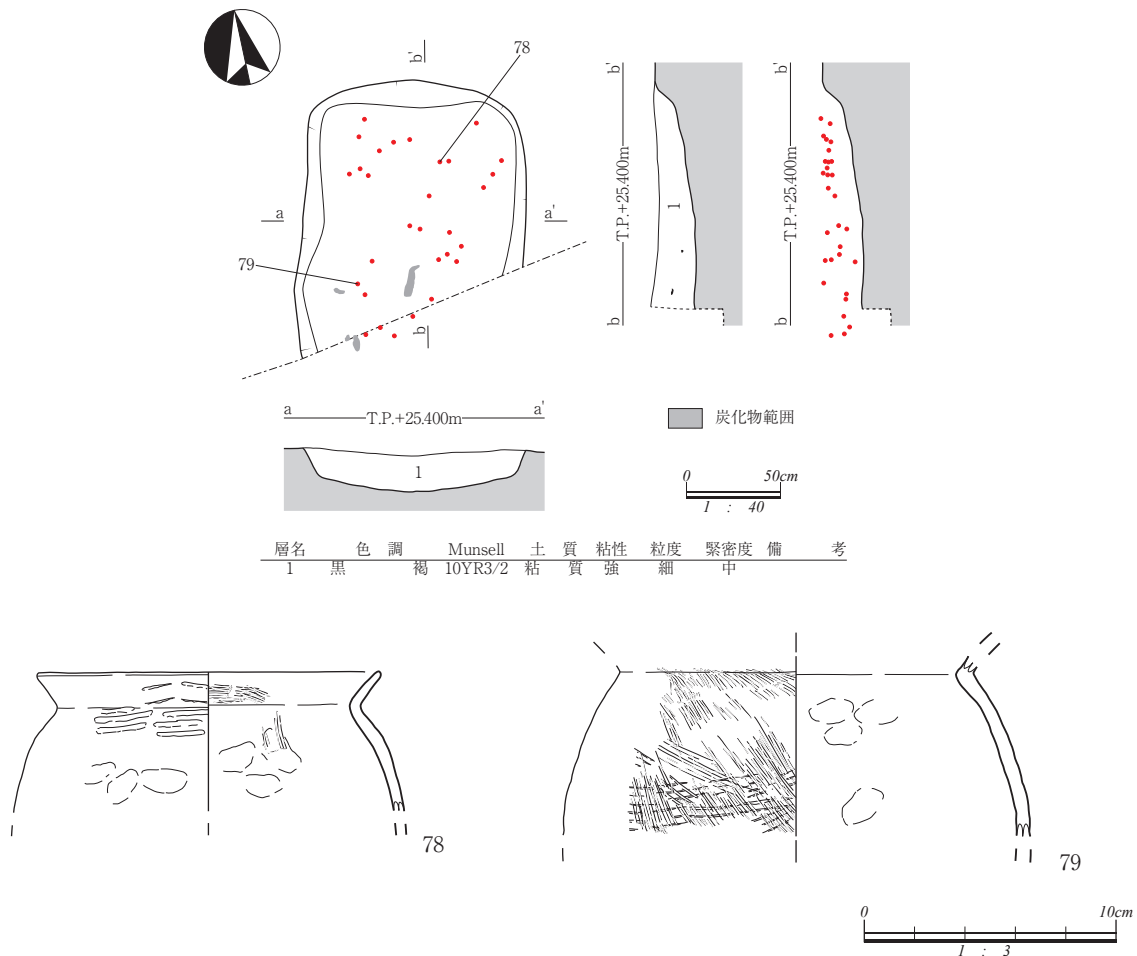 78
b'
a
a'
79
b
b'
T.P.+25.400m
1
b
b'
T.P.+25.400m
b
a
T.P.+25.400m
a'
1
炭化物範囲
0 50cm
1 : 40
層名 色調 Munsell 土質 粘性 粒度 緊密度 備考
1 黒褐 10YR3/2 粘質 強 細 中
78
79
0 10cm
1 : 3